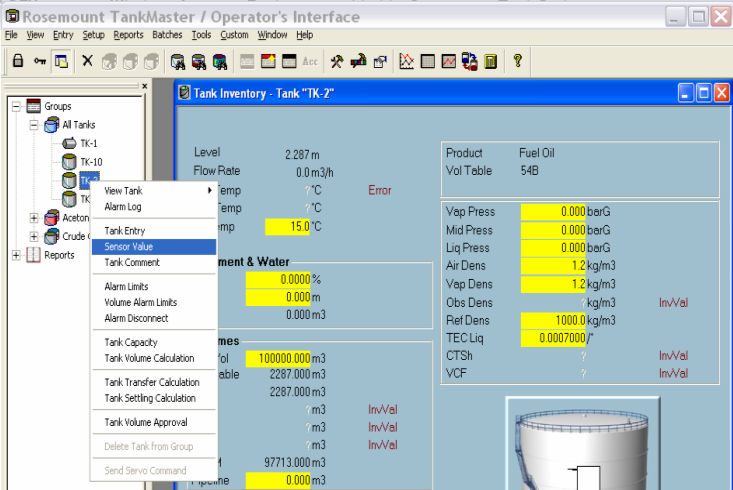 Rosemount TankMaster / Operator's Interface
File View Entry Setup Reports Batches Tools Custom Window Help
Acc
Groups
All Tanks
TK-1
TK-10
TK-2
TK
Aceton
Crude
Reports
View Tank
Alarm Log
Tank Entry
Sensor Value
Tank Comment
Alarm Limits
Volume Alarm Limits
Alarm Disconnect
Tank Capacity
Tank Volume Calculation
Tank Transfer Calculation
Tank Settling Calculation
Tank Volume Approval
Delete Tank from Group
Send Servo Command
Tank Inventory - Tank "TK-2"
Level 2.287 m
Flow Rate 0.0 m3/h
Temp ? °C Error
Temp ? °C
emp 15.0 °C
ment & Water
0.0000 %
0.000 m
0.000 m3
mes
ol 100000.000 m3
able 2287.000 m3
2287.000 m3
? m3 InvVal
? m3 InvVal
? m3 InvVal
97713.000 m3
Pipeline 0.000 m3
Product Fuel Oil
Vol Table 54B
Vap Press 0.000 barG
Mid Press 0.000 barG
Liq Press 0.000 barG
Air Dens 1.2 kg/m3
Vap Dens 1.2 kg/m3
Obs Dens ? kg/m3 InvVal
Ref Dens 1000.0 kg/m3
TEC Liq 0.0007000 /°
CTSh ? InvVal
VCF ? InvVal